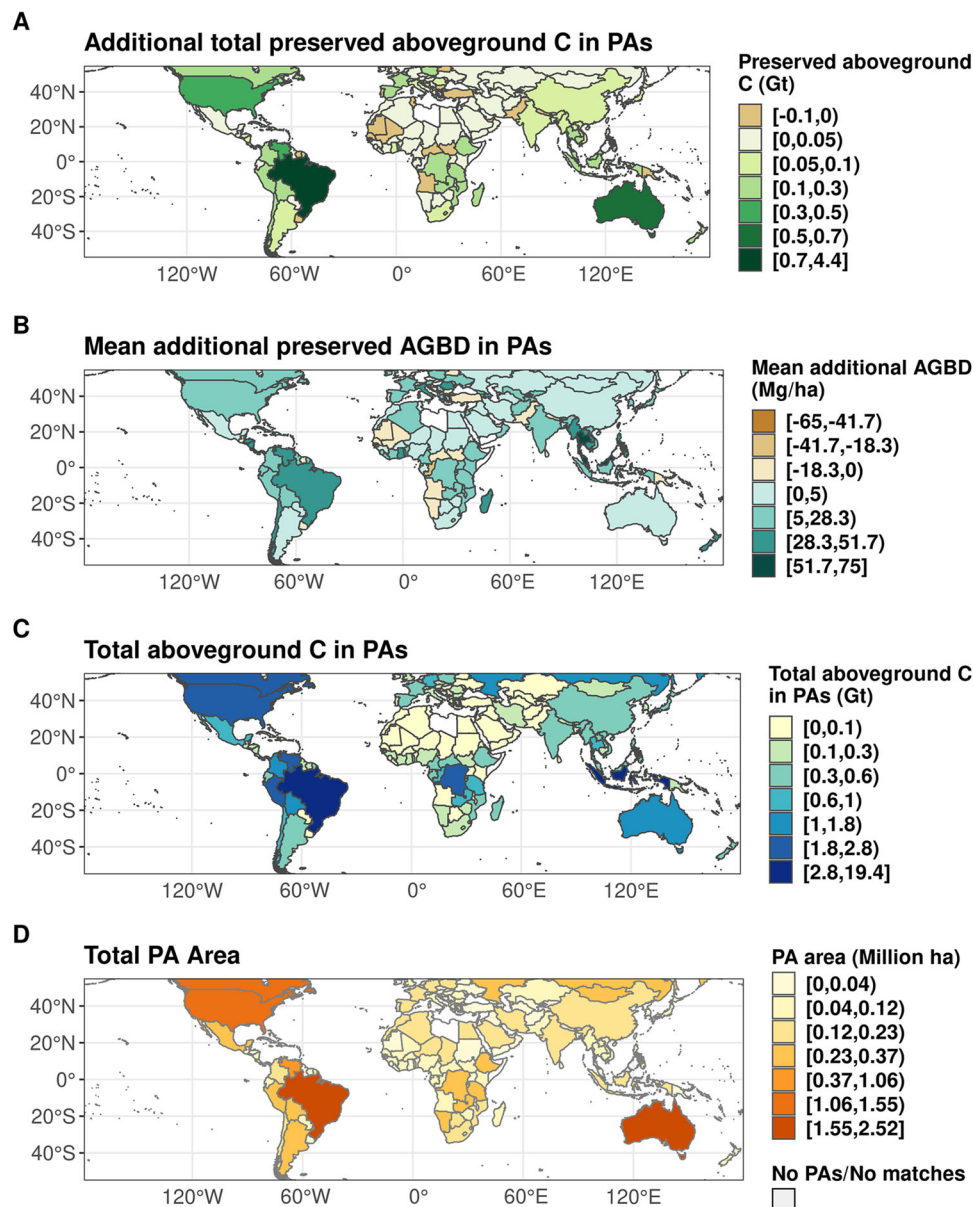 A
Additional total preserved aboveground C in PAs
40°N
20°N
0°
20°S
40°S
120°W 60°W 0° 60°E 120°E
Preserved aboveground
C (Gt)
[-0.1,0)
[0,0.05)
[0.05,0.1)
[0.1,0.3)
[0.3,0.5)
[0.5,0.7)
[0.7,4.4]
B
Mean additional preserved AGBD in PAs
40°N
20°N
0°
20°S
40°S
120°W 60°W 0° 60°E 120°E
Mean additional AGBD
(Mg/ha)
[-65,-41.7)
[-41.7,-18.3)
[-18.3,0)
[0,5)
[5,28.3)
[28.3,51.7)
[51.7,75]
C
Total aboveground C in PAs
40°N
20°N
0°
20°S
40°S
120°W 60°W 0° 60°E 120°E
Total aboveground C
in PAs (Gt)
[0,0.1)
[0.1,0.3)
[0.3,0.6)
[0.6,1)
[1,1.8)
[1.8,2.8)
[2.8,19.4]
D
Total PA Area
40°N
20°N
0°
20°S
40°S
120°W 60°W 0° 60°E 120°E
PA area (Million ha)
[0,0.04)
[0.04,0.12)
[0.12,0.23)
[0.23,0.37)
[0.37,1.06)
[1.06,1.55)
[1.55,2.52]
No PAs/No matches